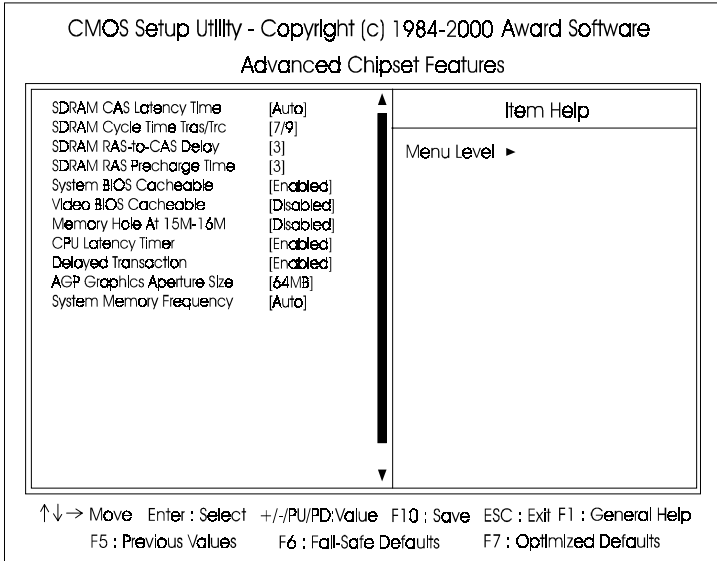 CMOS Setup Utility - Copyright (c) 1984-2000 Award Software
Advanced Chipset Features
SDRAM CAS Latency Time [Auto]
SDRAM Cycle Time Tras/Trc [7/9]
SDRAM RAS-to-CAS Delay [3]
SDRAM RAS Precharge Time [3]
System BIOS Cacheable [Enabled]
Video BIOS Cacheable [Disabled]
Memory Hole At 15M-16M [Disabled]
CPU Latency Timer [Enabled]
Delayed Transaction [Enabled]
AGP Graphics Aperture Size [64MB]
System Memory Frequency [Auto]
Item Help
Menu Level ►
↑↓→ Move Enter : Select +/-/PU/PD:Value F10 : Save ESC : Exit F1 : General Help
F5 : Previous Values F6 : Fail-Safe Defaults F7 : Optimized Defaults